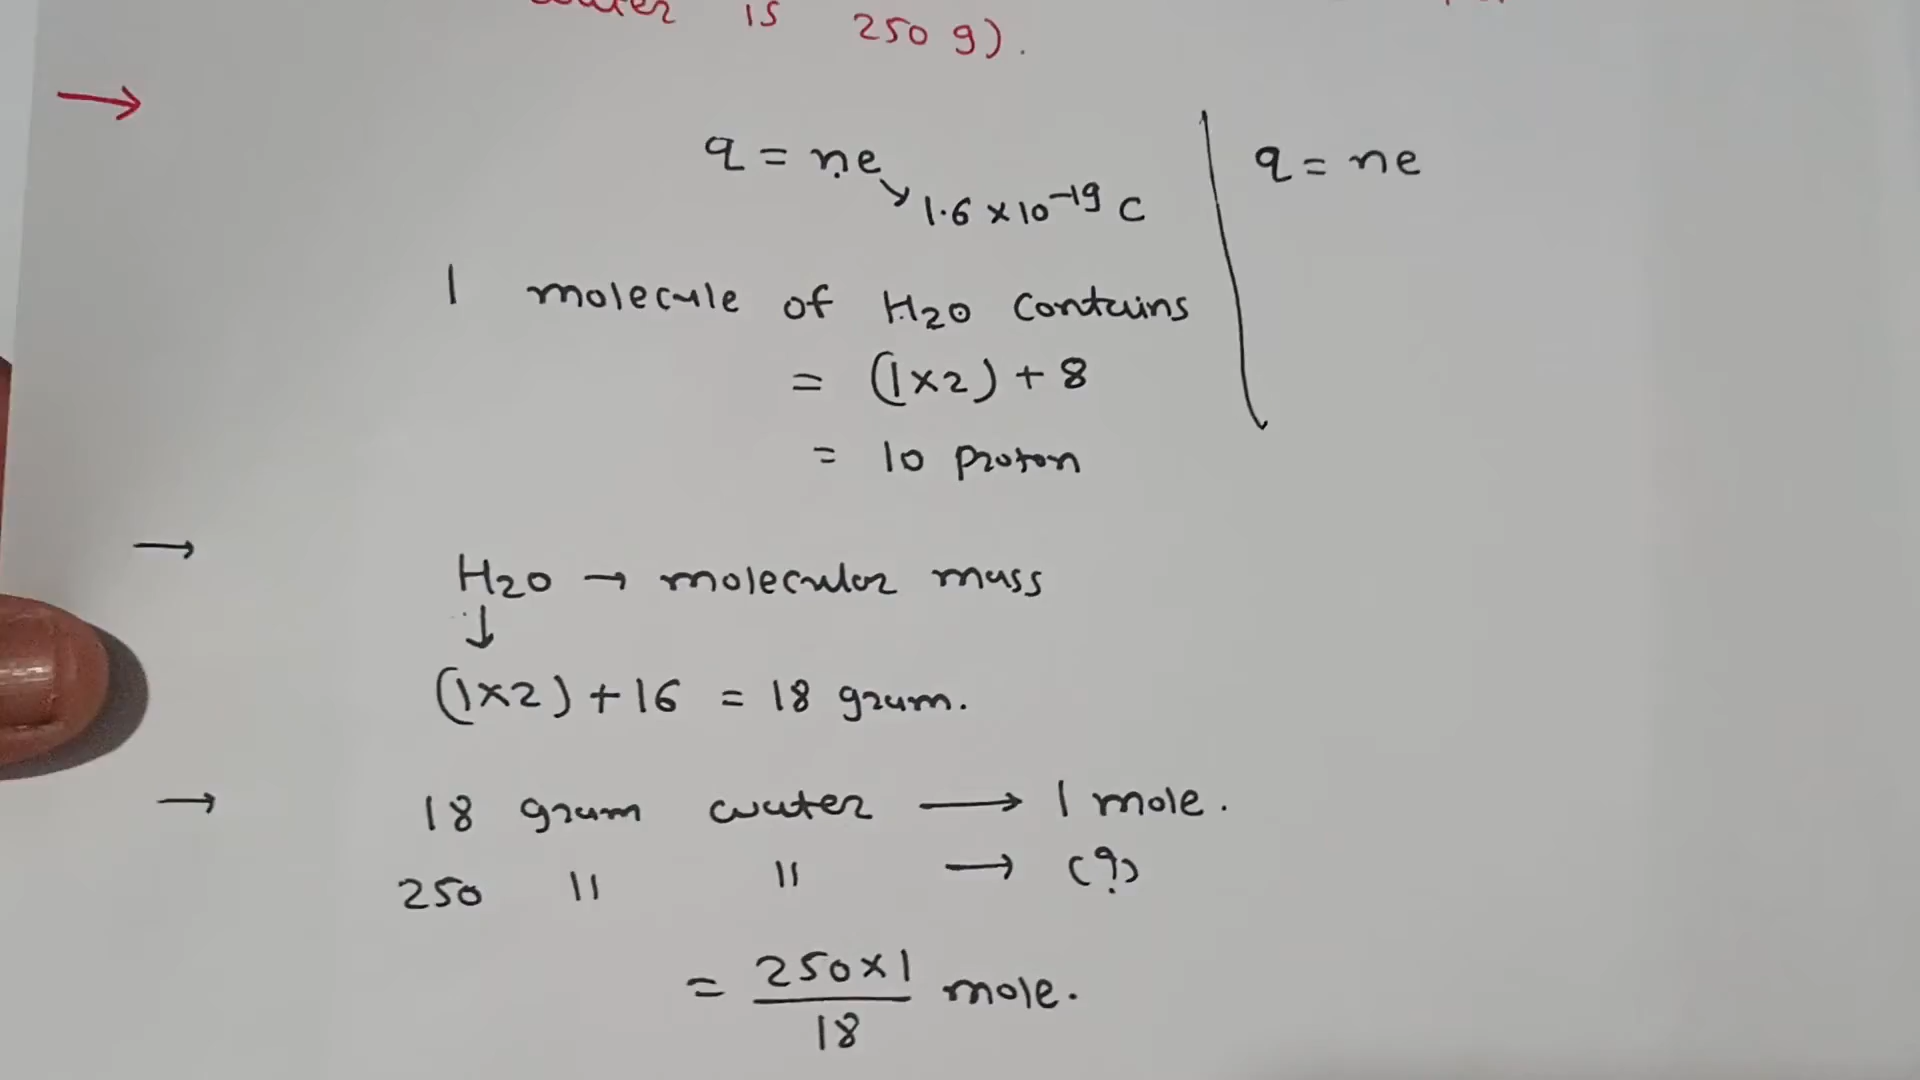 water is 250 g).
→
q = ne
→ 1.6 × 10⁻¹⁹ C
q = ne
1 molecule of H₂O contains
= (1×2) + 8
= 10 proton
→ H₂O → molecular mass
↓
(1×2) + 16 = 18 gram.
→ 18 gram water → 1 mole.
250 〃 〃 → (?)
= 250×1/18 mole.